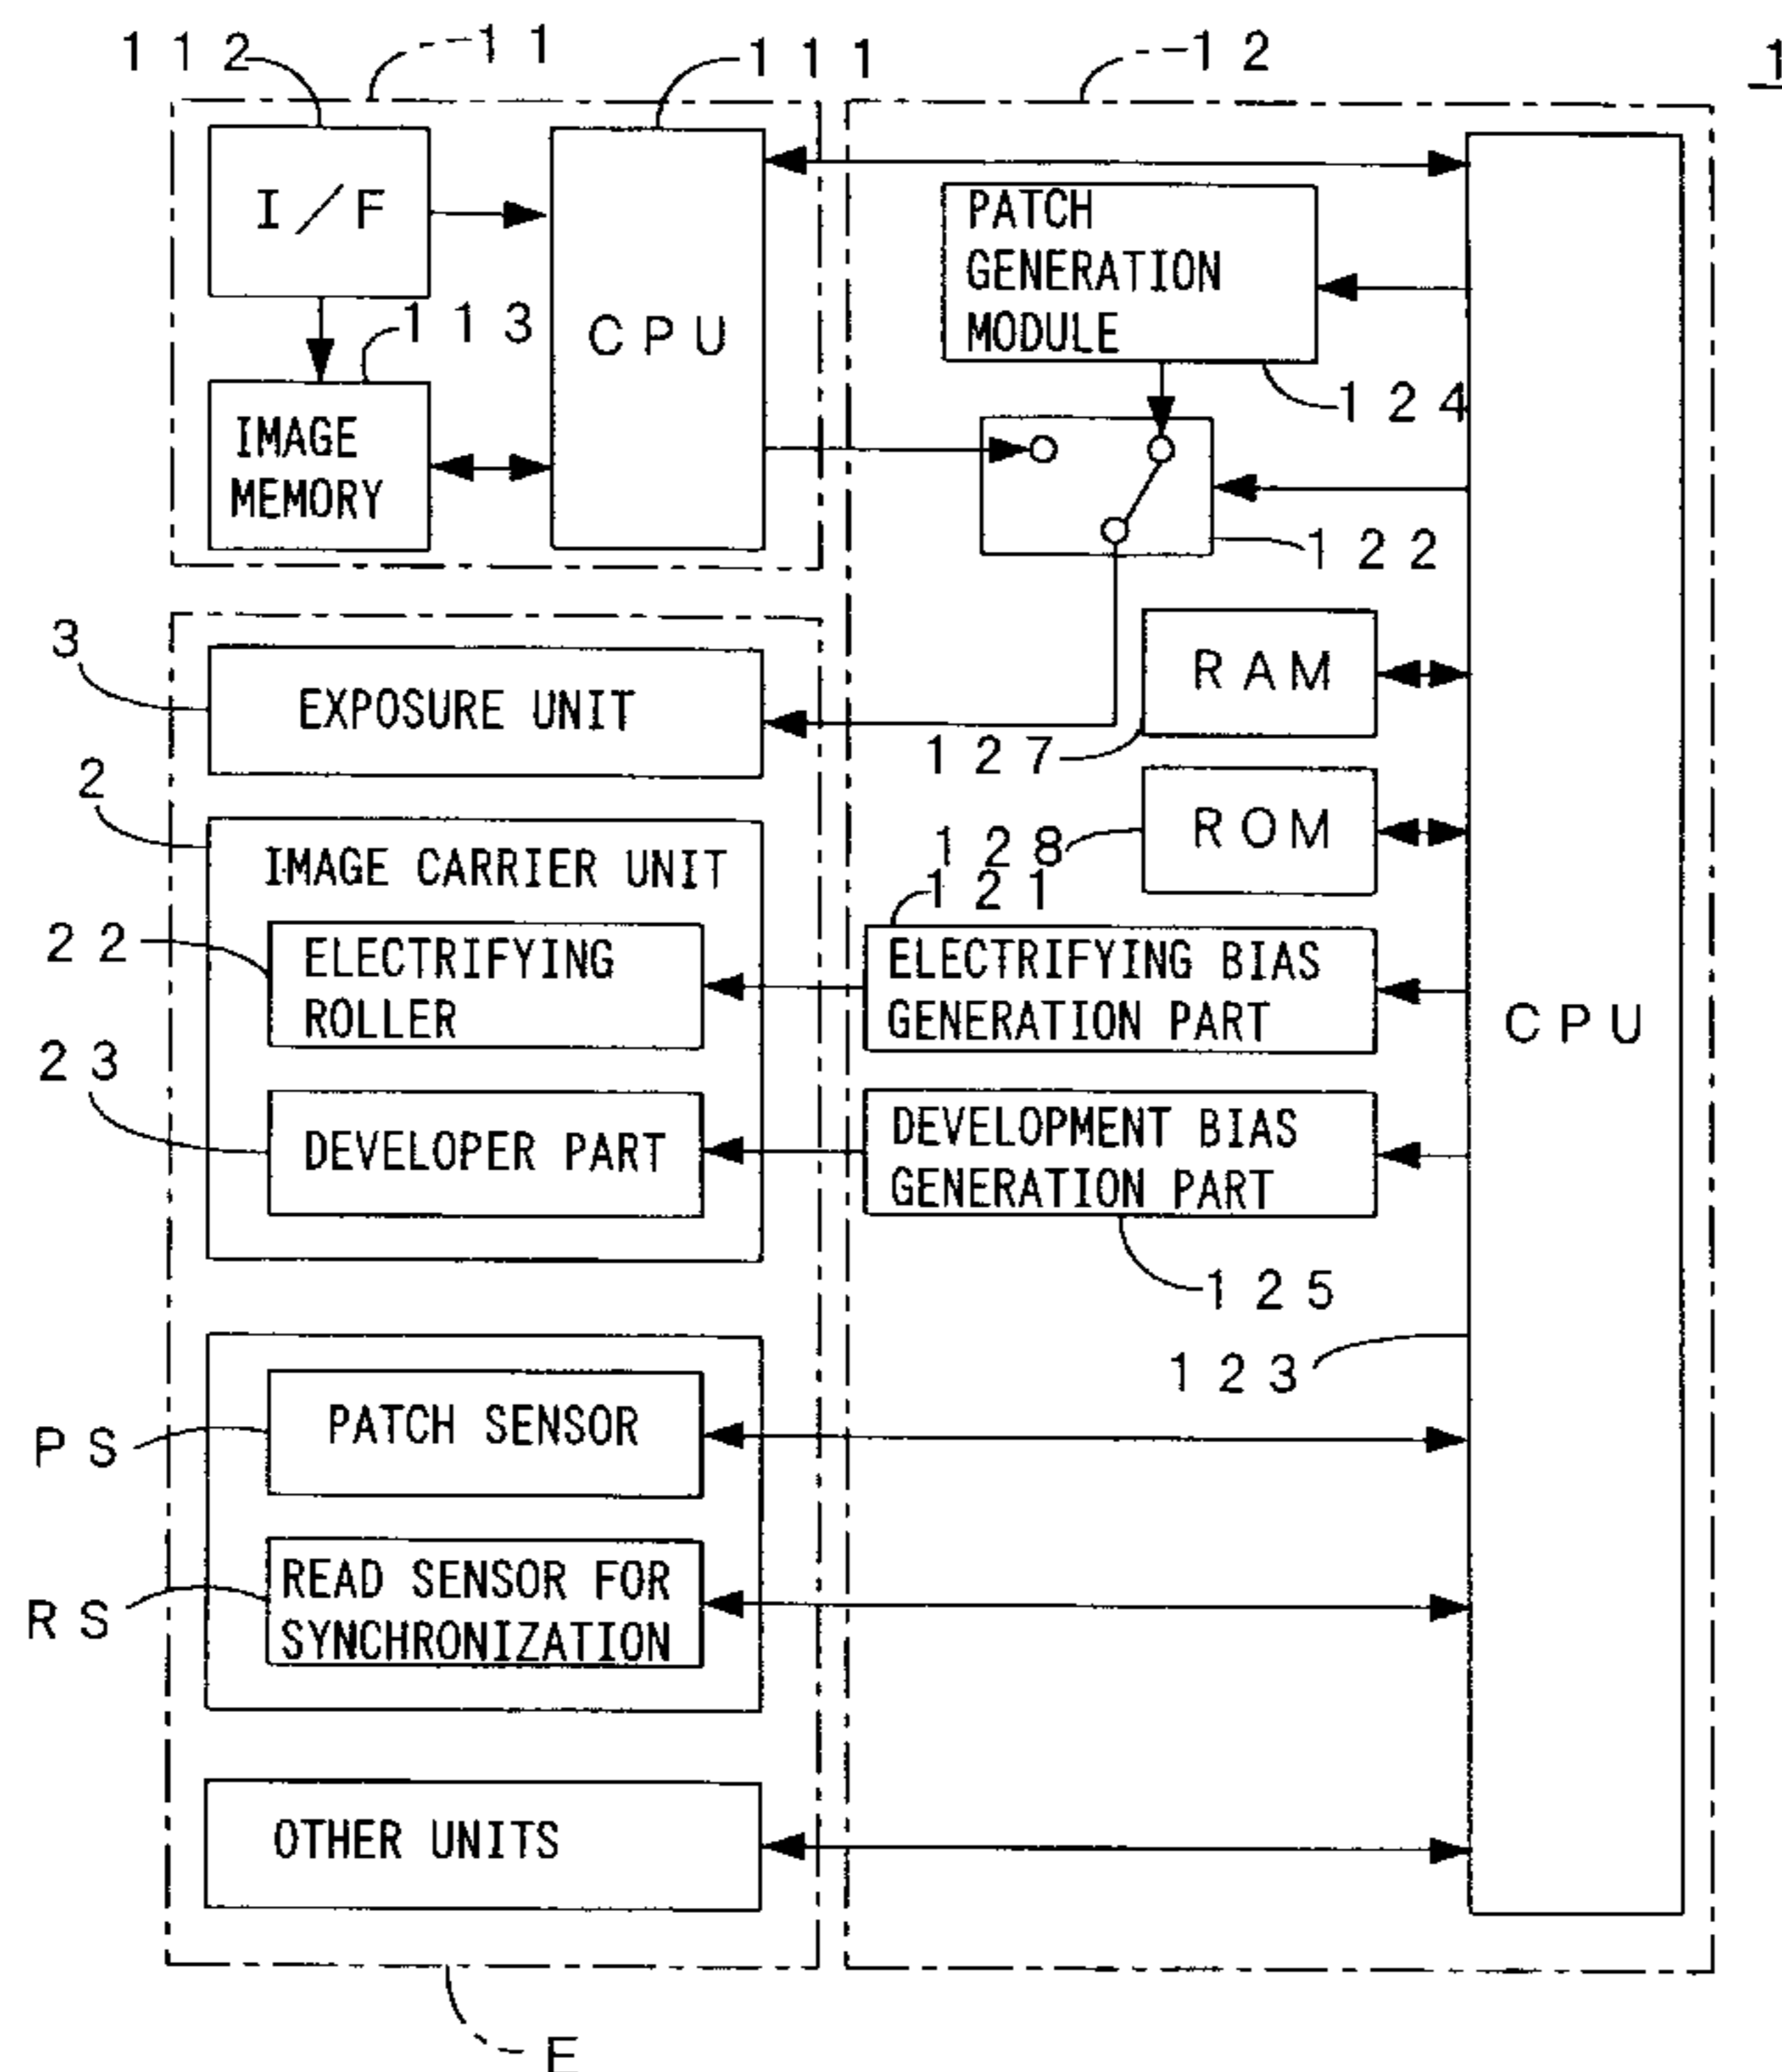 112
11
111
12
1
I/F
CPU
PATCH
GENERATION
MODULE
113
124
IMAGE
MEMORY
122
3
EXPOSURE UNIT
RAM
127
2
ROM
128
IMAGE CARRIER UNIT
121
22
ELECTRIFYING
ROLLER
ELECTRIFYING BIAS
GENERATION PART
CPU
23
DEVELOPER PART
DEVELOPMENT BIAS
GENERATION PART
125
123
PS
PATCH SENSOR
RS
READ SENSOR FOR
SYNCHRONIZATION
OTHER UNITS
E